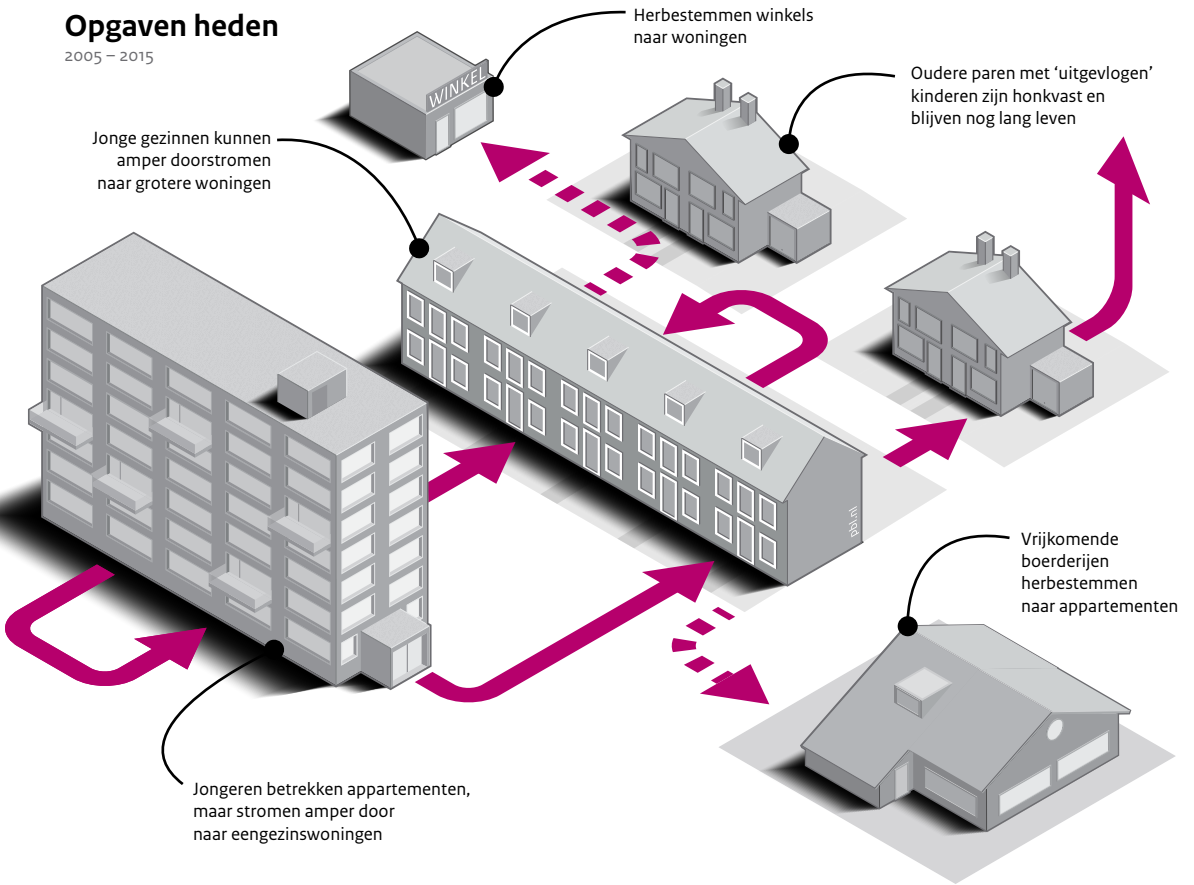 Opgaven heden
2005 – 2015
Herbestemmen winkels
naar woningen
WINKEL
Oudere paren met ‘uitgevlogen’
kinderen zijn honkvast en
blijven nog lang leven
Jonge gezinnen kunnen
amper doorstromen
naar grotere woningen
pbl.nl
Vrijkomende
boerderijen
herbestemmen
naar appartementen
Jongeren betrekken appartementen,
maar stromen amper door
naar eengezinswoningen